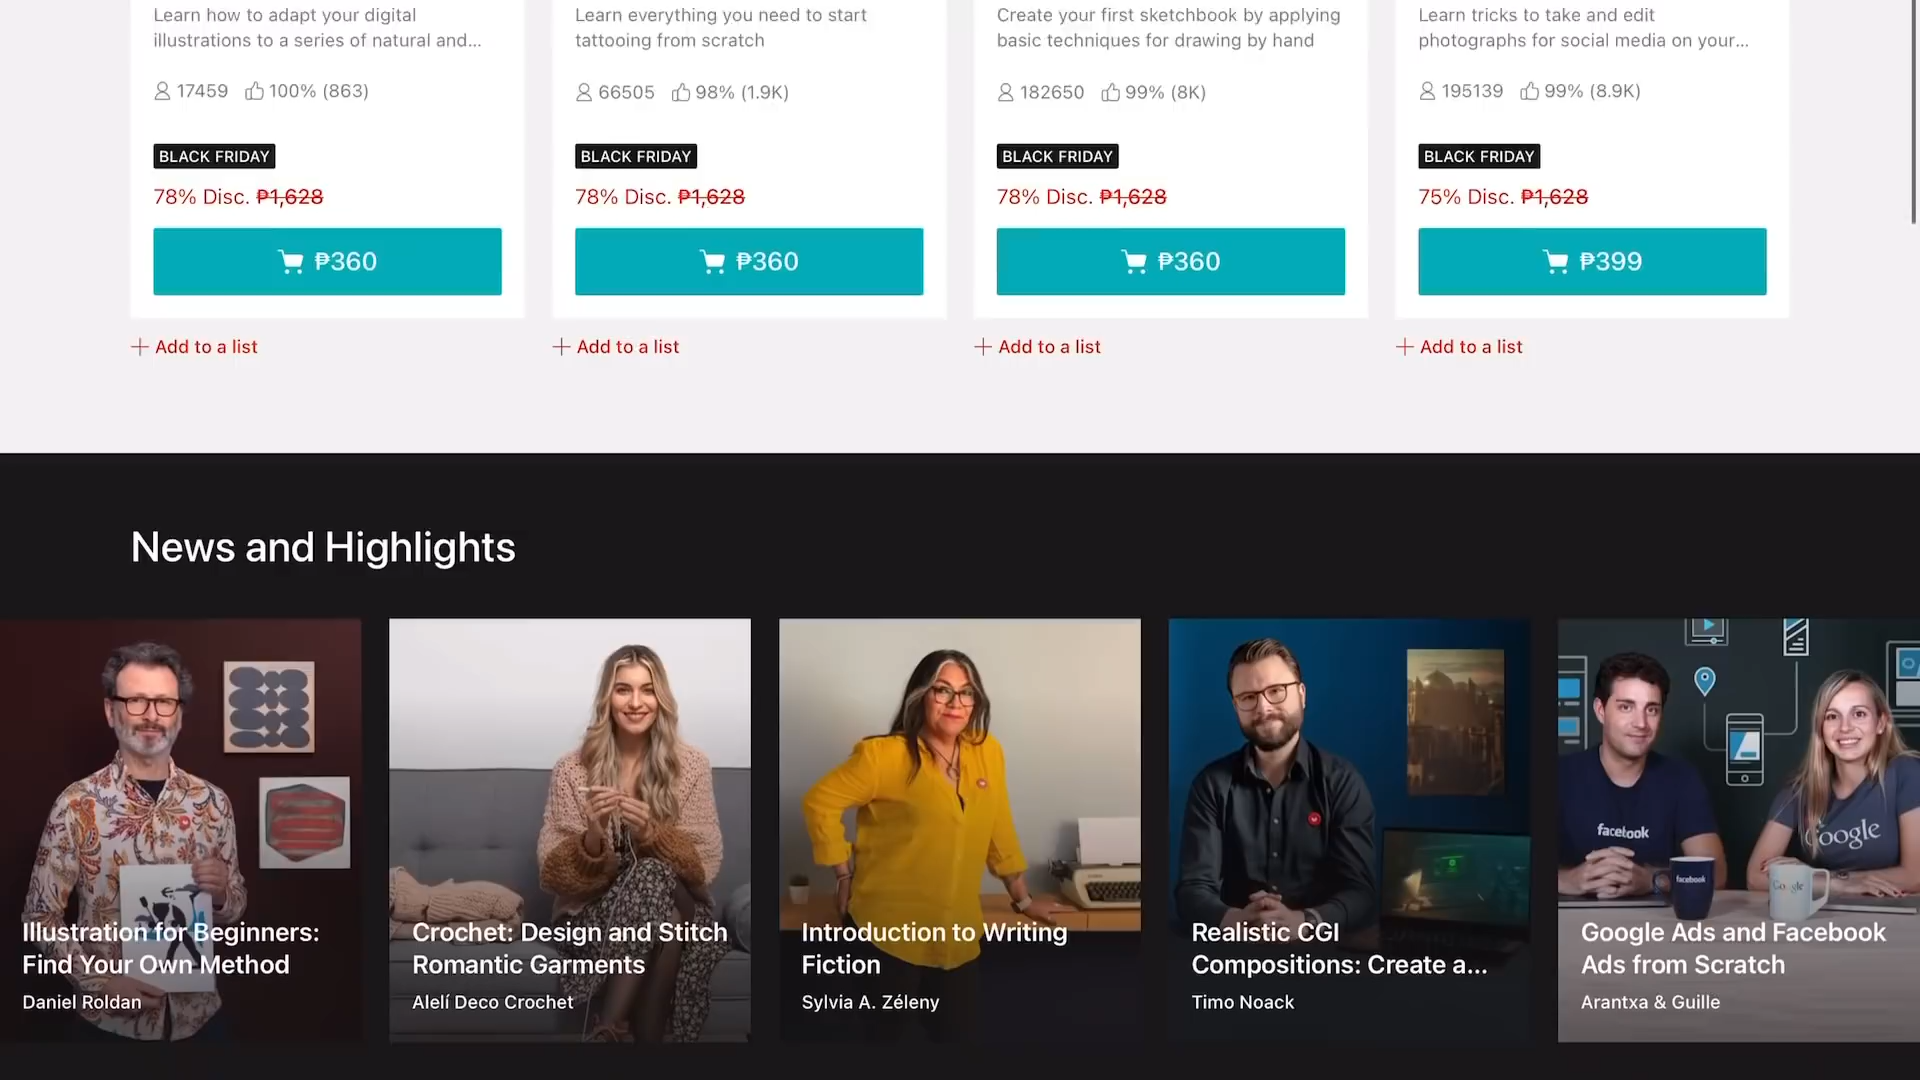 Learn how to adapt your digital
illustrations to a series of natural and...
17459 100% (863)
BLACK FRIDAY
78% Disc. ₱1,628
₱360
Add to a list
Learn everything you need to start
tattooing from scratch
66505 98% (1.9K)
BLACK FRIDAY
78% Disc. ₱1,628
₱360
Add to a list
Create your first sketchbook by applying
basic techniques for drawing by hand
182650 99% (8K)
BLACK FRIDAY
78% Disc. ₱1,628
₱360
Add to a list
Learn tricks to take and edit
photographs for social media on your...
195139 99% (8.9K)
BLACK FRIDAY
75% Disc. ₱1,628
₱399
Add to a list
News and Highlights
Illustration for Beginners:
Find Your Own Method
Daniel Roldan
Crochet: Design and Stitch
Romantic Garments
Alelí Deco Crochet
Introduction to Writing
Fiction
Sylvia A. Zéleny
Realistic CGI
Compositions: Create a...
Timo Noack
facebook
Google
facebook
Google
Google Ads and Facebook
Ads from Scratch
Arantxa & Guille